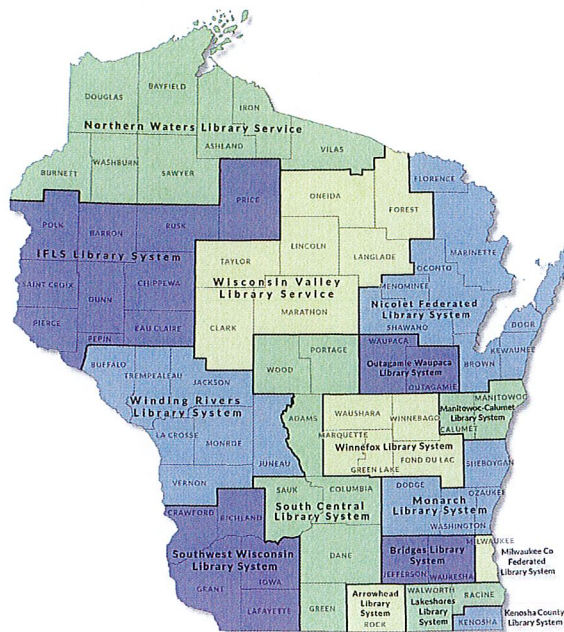 BAYFIELD
DOUGLAS
IRON
Northern Waters Library Service
ASHLAND
VILAS
WASHBURN
BURNETT
SAWYER
FLORENCE
PRICE
ONEIDA
FOREST
POLK
BARRON
RUSK
LINCOLN
MARINETTE
IFLS Library System
TAYLOR
LANGLADE
OCONTO
Wisconsin Valley
Library Service
SAINT CROIX
CHIPPEWA
DUNN
MENOMINEE
Nicolet Federated
Library System
MARATHON
DOOR
PIERCE
EAU CLAIRE
CLARK
SHAWANO
PEPIN
WAUPACA
KEWAUNEE
BUFFALO
PORTAGE
Outagamie Waupaca
Library System
BROWN
TREMPEALEAU
WOOD
JACKSON
OUTAGAMIE
Winding Rivers
Library System
ADAMS
WAUSHARA
WINNEBAGO
MANITOWOC
Manitowoc-Calumet
Library System
CALUMET
LA CROSSE
MONROE
MARQUETTE
Winnefox Library System
JUNEAU
GREEN LAKE
FOND DU LAC
SHEBOYGAN
VERNON
SAUK
COLUMBIA
DODGE
OZAUKEE
CRAWFORD
RICHLAND
South Central
Library System
Monarch
Library System
WASHINGTON
Southwest Wisconsin
Library System
DANE
Bridges Library
System
MILWAUKEE
Milwaukee Co
Federated
Library System
JEFFERSON
WAUKESHA
GRANT
IOWA
LAFAYETTE
GREEN
Arrowhead
Library
System
ROCK
WALWORTH
Lakeshores
Library
System
RACINE
KENOSHA
Kenosha County
Library System